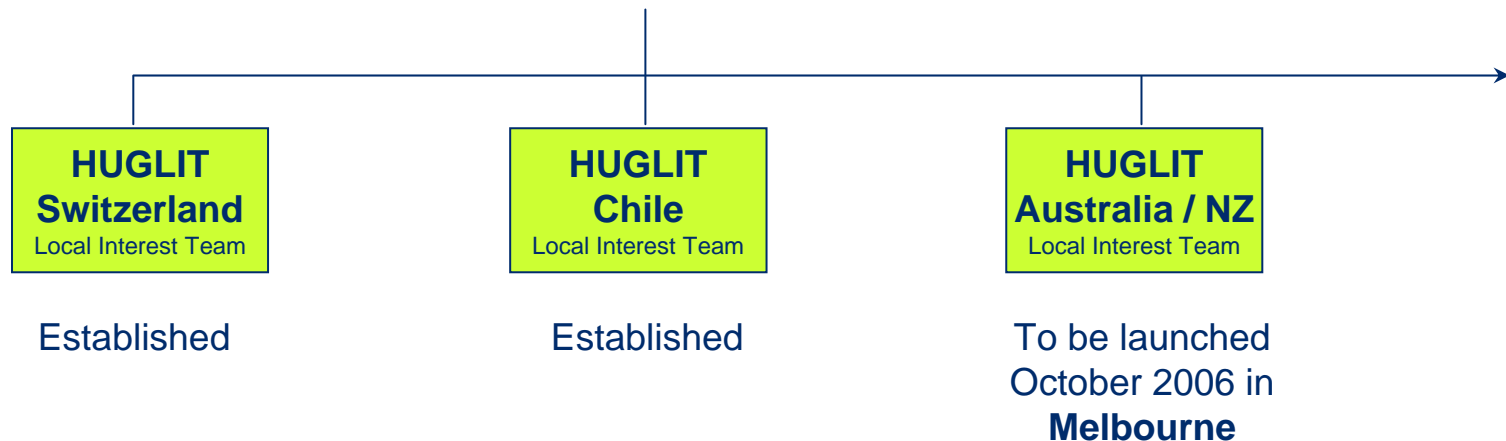 HUGLIT
Switzerland
Local Interest Team
HUGLIT
Chile
Local Interest Team
HUGLIT
Australia / NZ
Local Interest Team
Established
Established
To be launched
October 2006 in
Melbourne